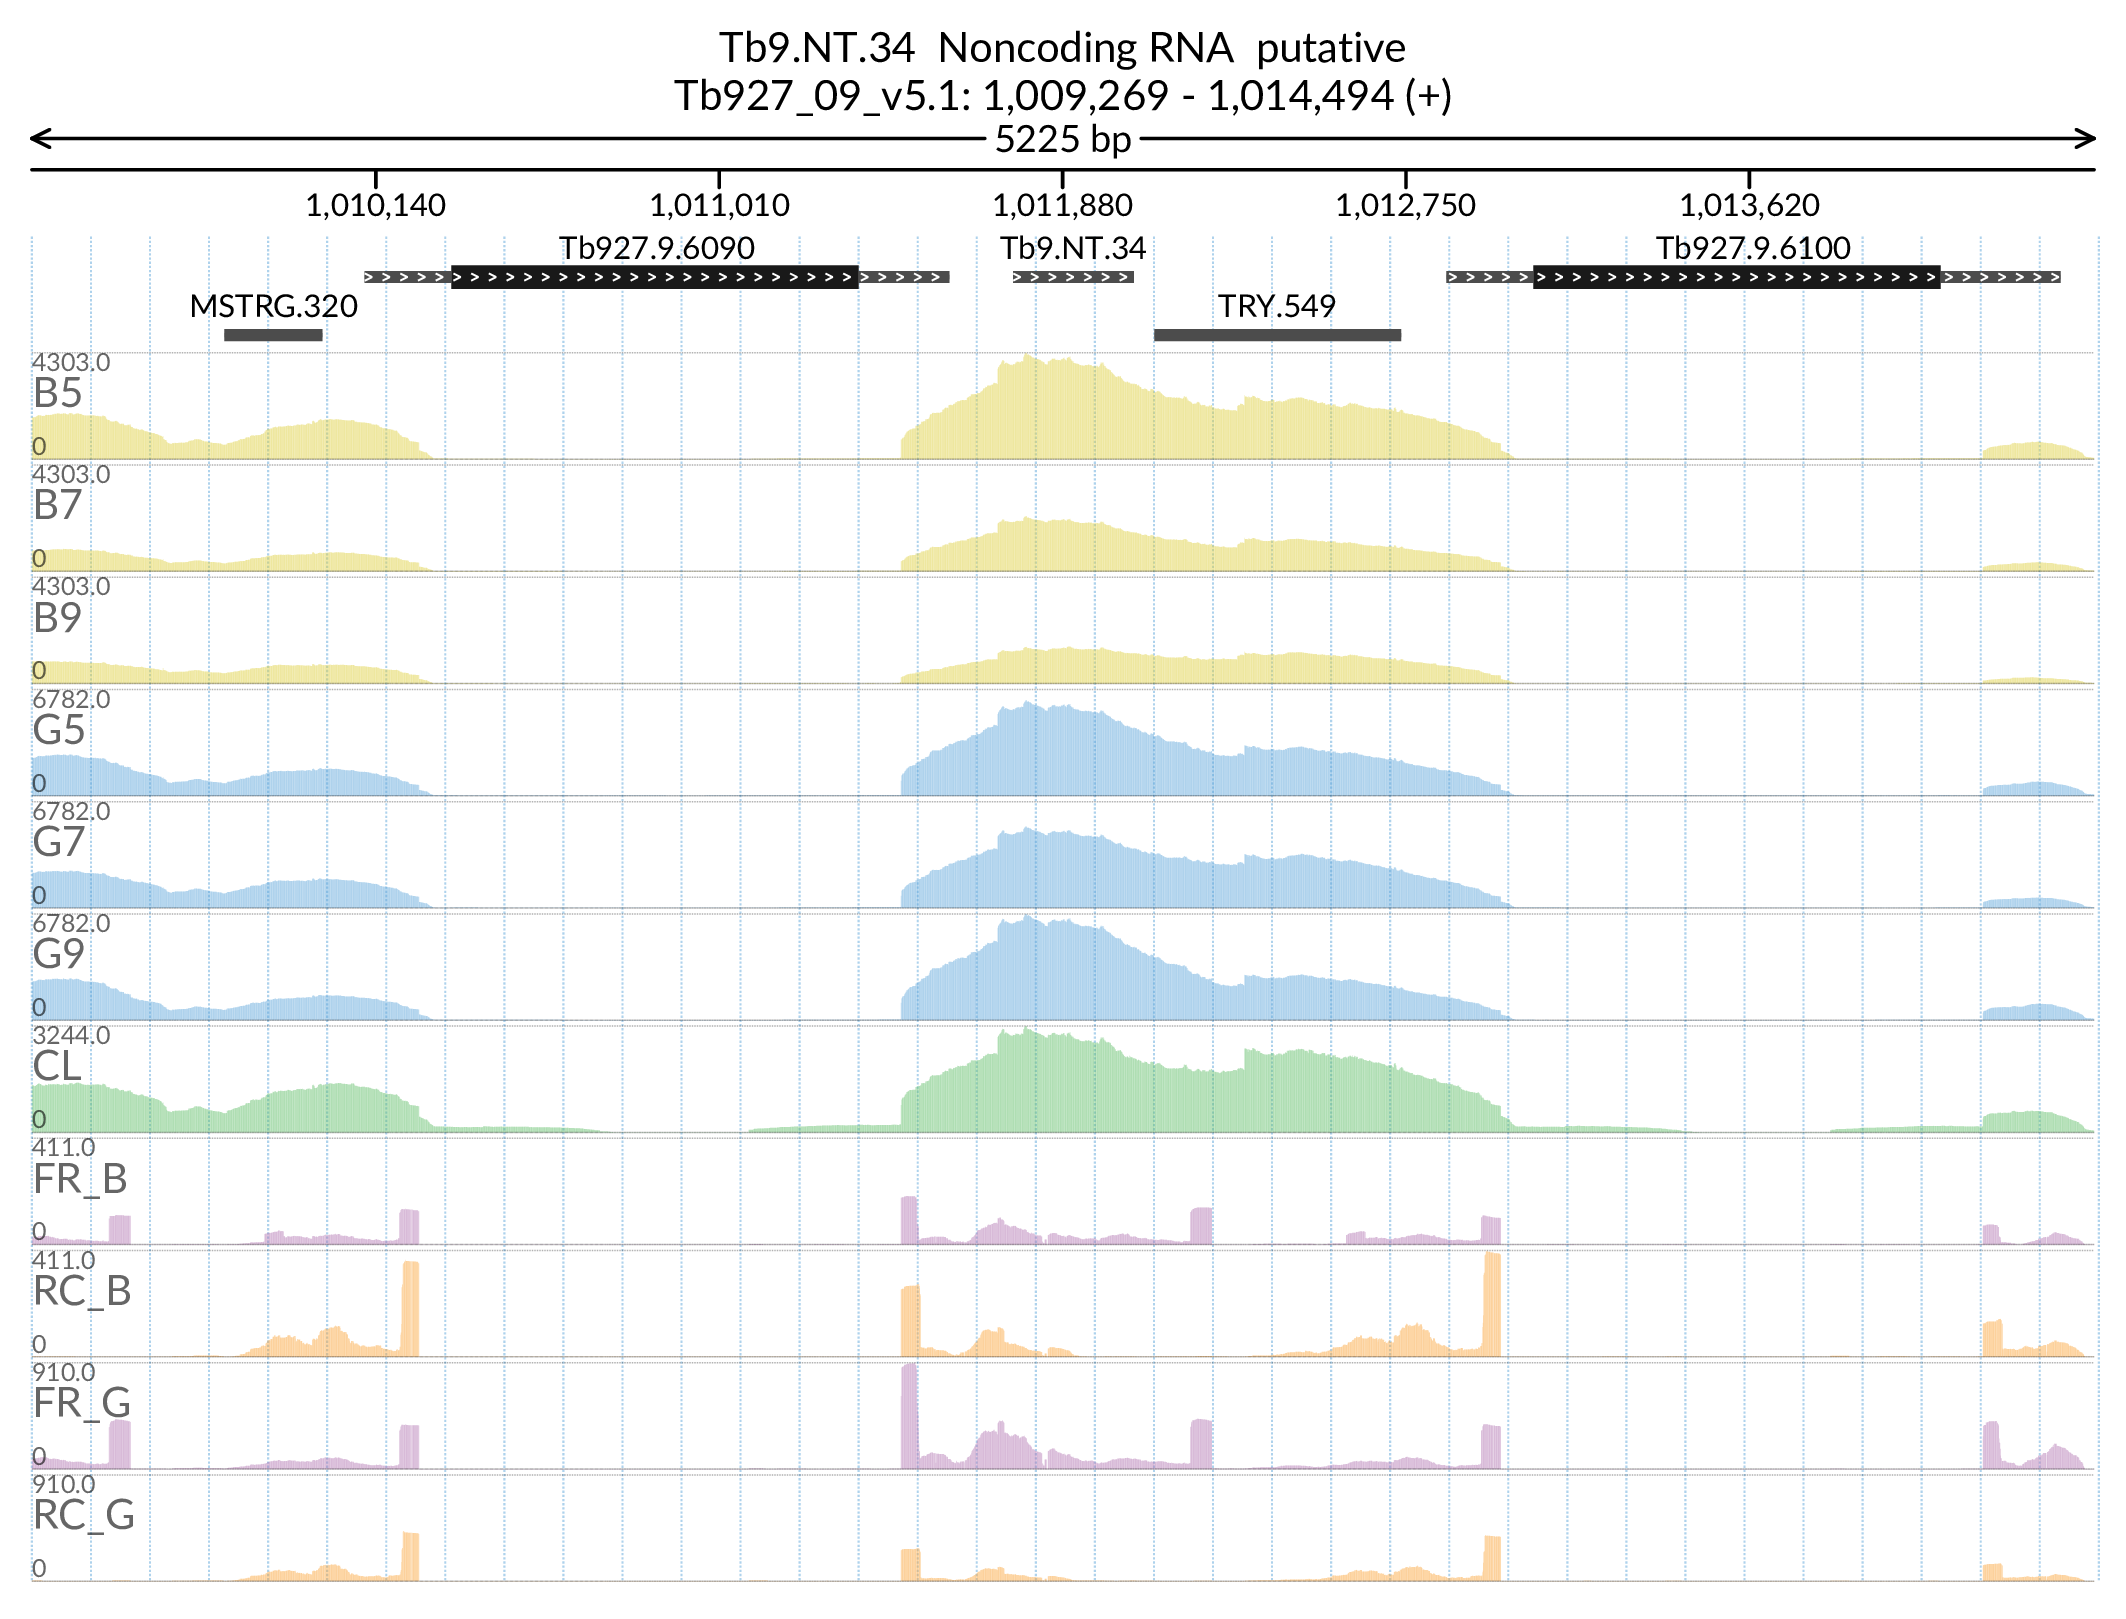 Tb9.NT.34 Noncoding RNA putative
Tb927_09_v5.1: 1,009,269 - 1,014,494 (+)
5225 bp
1,010,140 1,011,010 1,011,880 1,012,750 1,013,620
Tb927.9.6090 Tb9.NT.34 Tb927.9.6100
MSTRG.320 TRY.549
4303.0
B5
0
4303.0
B7
0
4303.0
B9
0
6782.0
G5
0
6782.0
G7
0
6782.0
G9
0
3244.0
CL
0
411.0
FR_B
0
411.0
RC_B
0
910.0
FR_G
0
910.0
RC_G
0